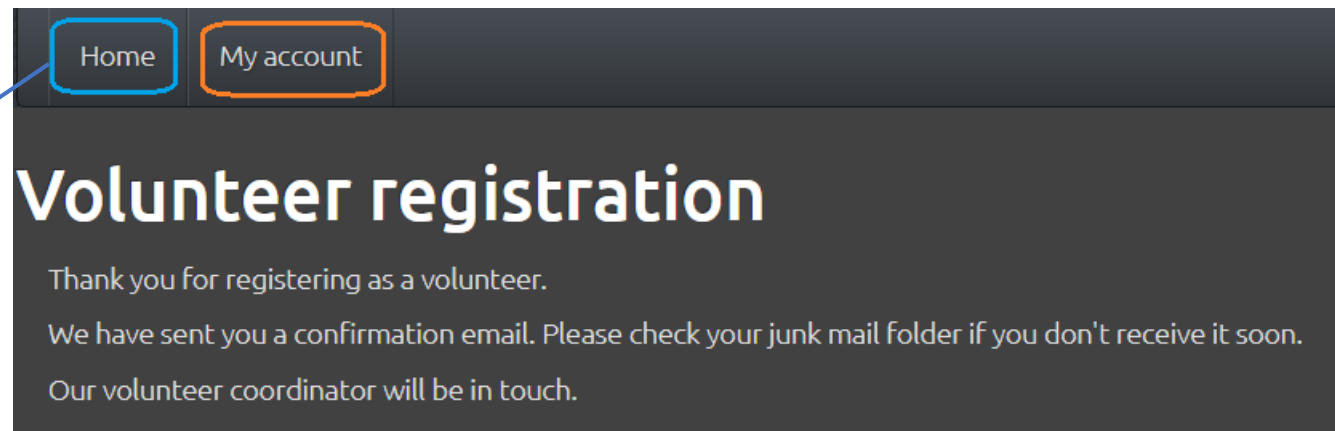 Home My account
Volunteer registration
Thank you for registering as a volunteer.
We have sent you a confirmation email. Please check your junk mail folder if you don't receive it soon.
Our volunteer coordinator will be in touch.